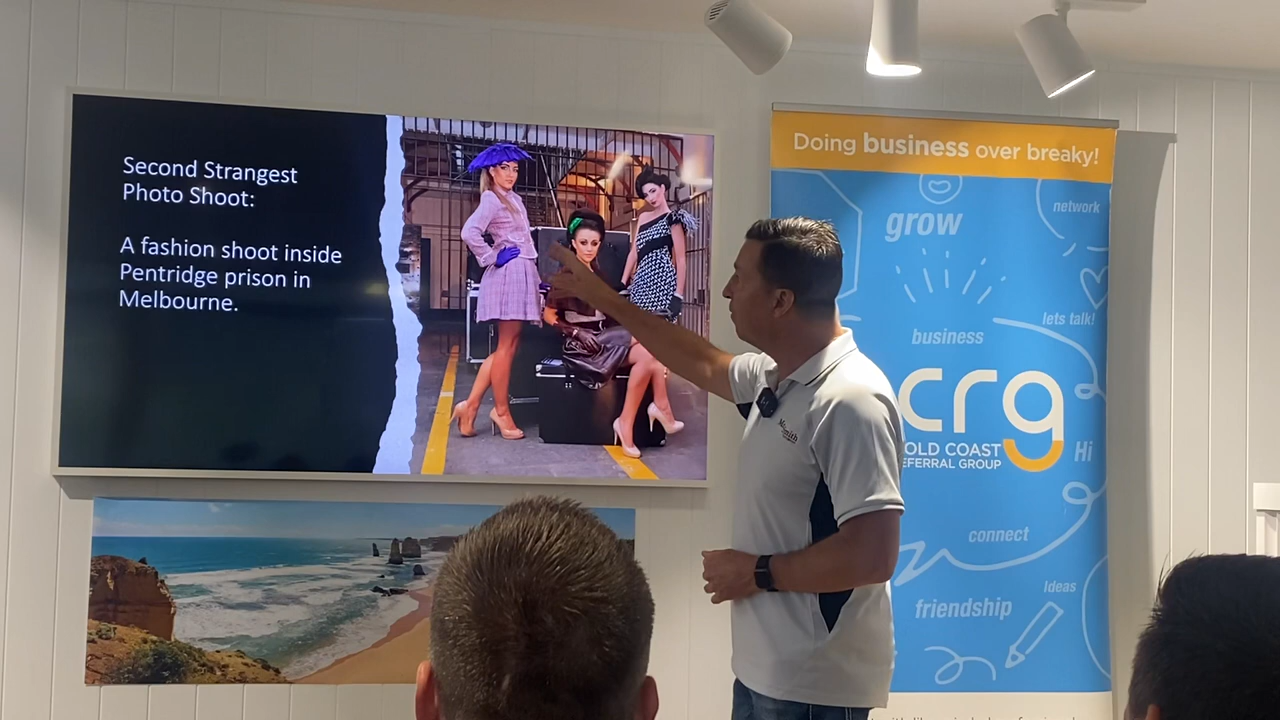 Second Strangest
Photo Shoot:
A fashion shoot inside
Pentridge prison in
Melbourne.
Doing business over breaky!
network
grow
lets talk!
business
crg
OLD COAST
EFERRAL GROUP
Hi
connect
Ideas
friendship